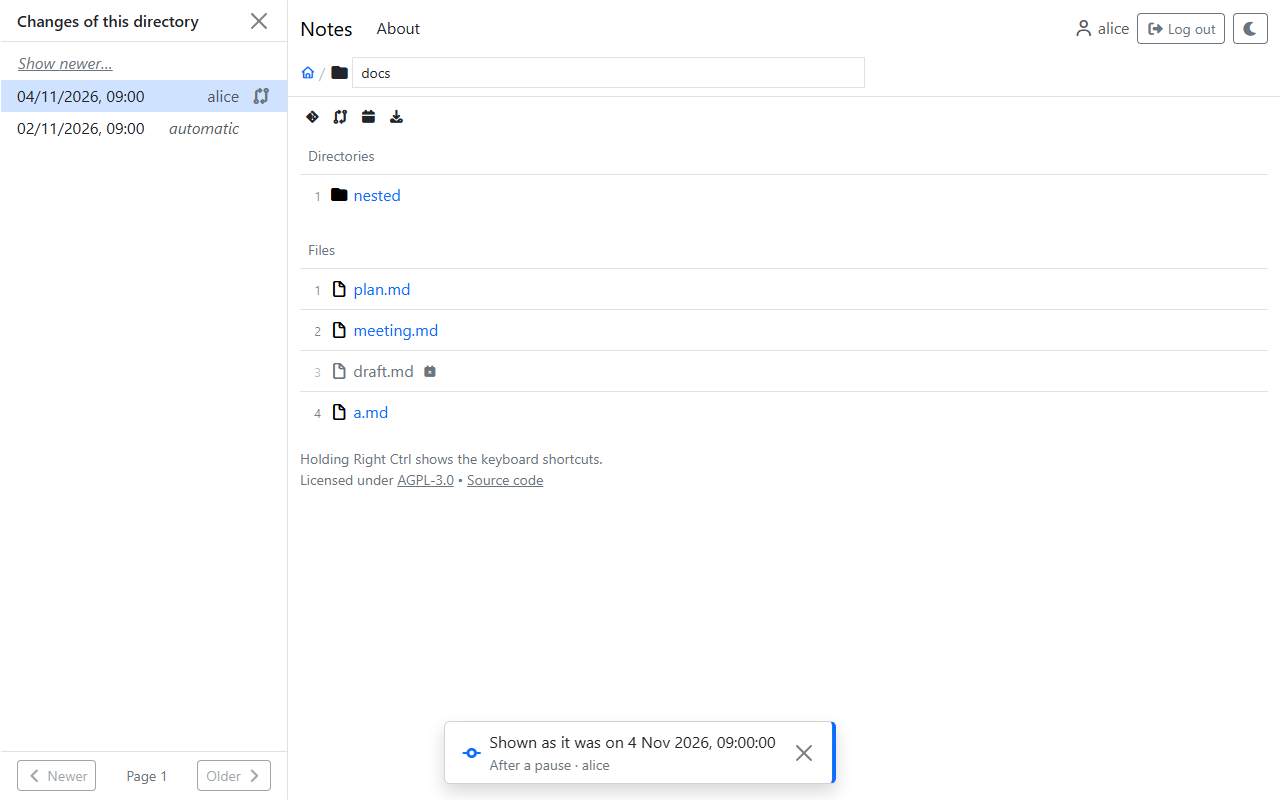 Changes of this directory
Show newer...
04/11/2026, 09:00 alice
02/11/2026, 09:00 automatic
Newer Page 1 Older
Notes About
alice Log out
/ docs
Directories
1 nested
Files
1 plan.md
2 meeting.md
3 draft.md
4 a.md
Holding Right Ctrl shows the keyboard shortcuts.
Licensed under AGPL-3.0 • Source code
Shown as it was on 4 Nov 2026, 09:00:00
After a pause · alice